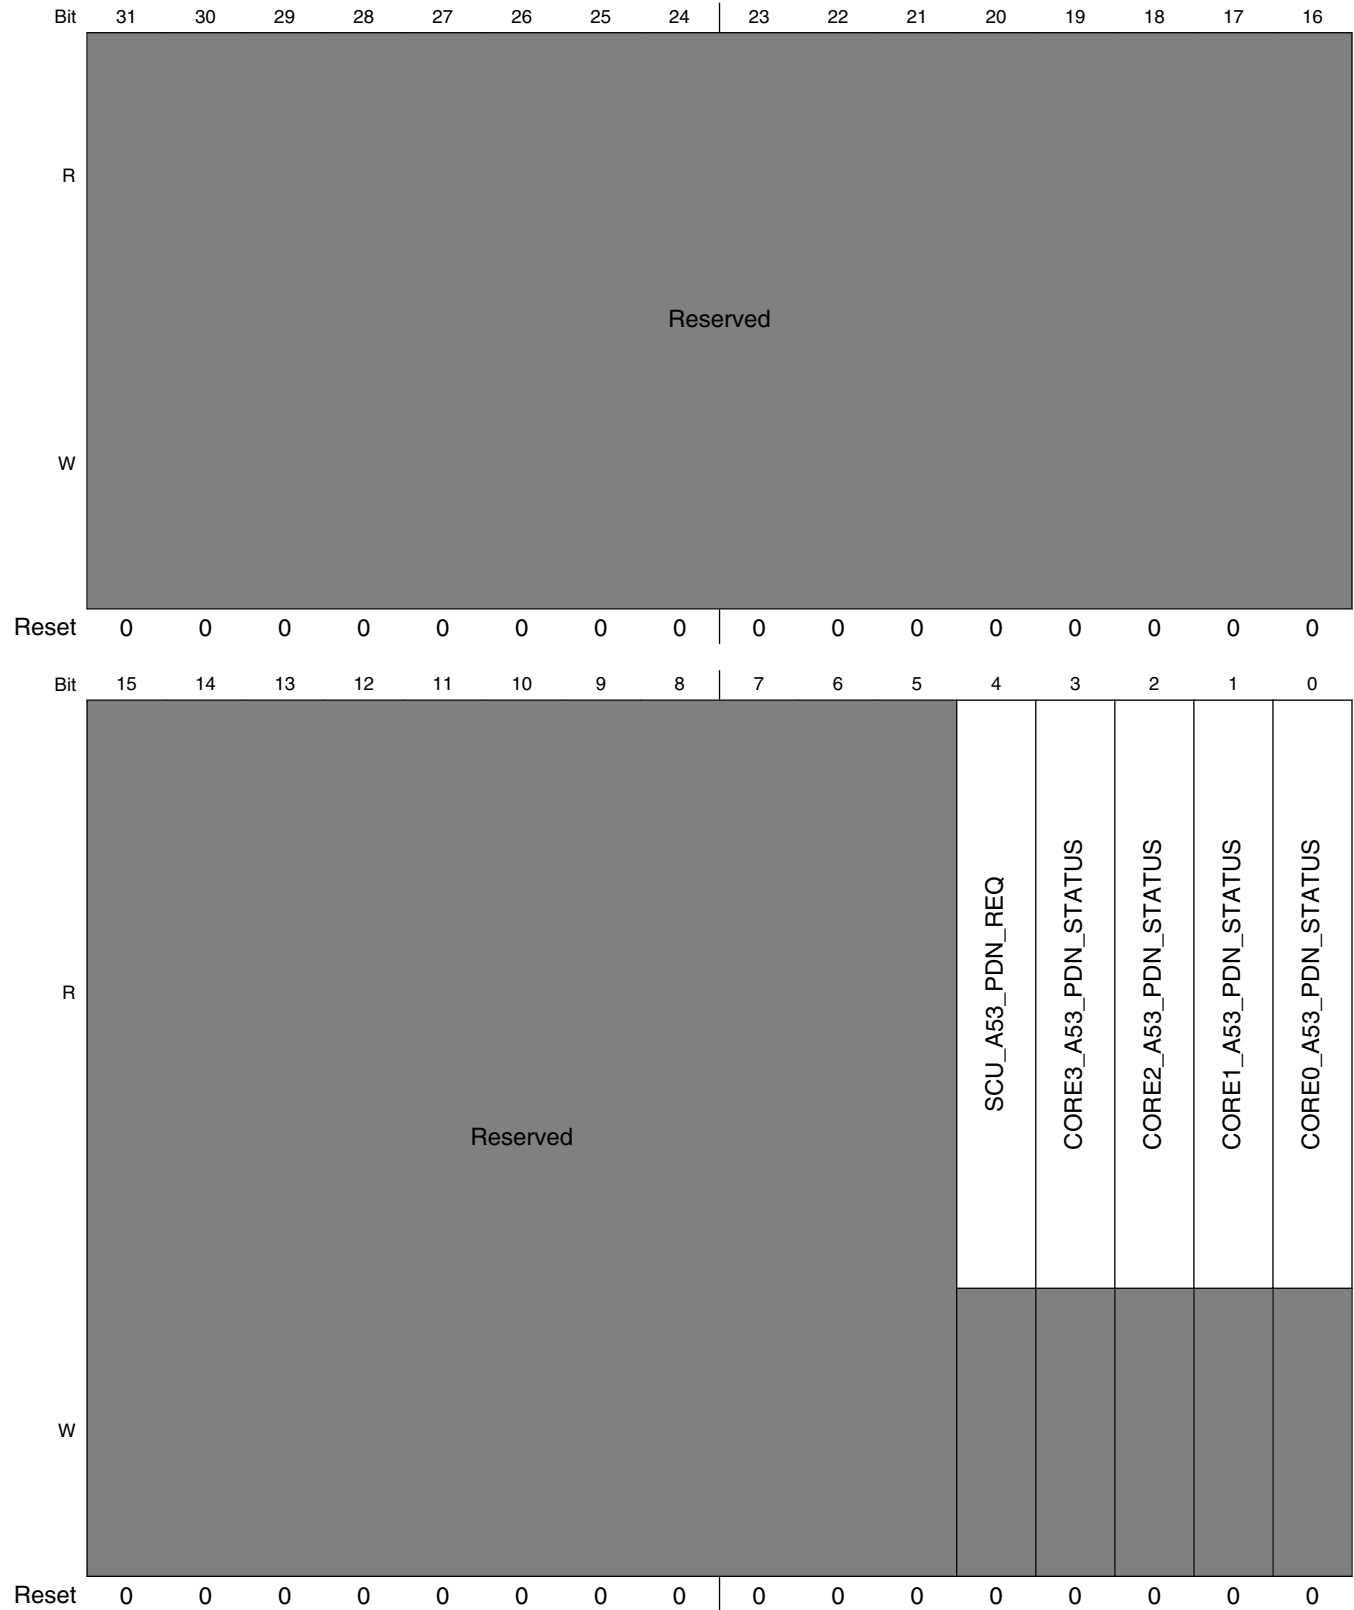 Bit 31 30 29 28 27 26 25 24 23 22 21 20 19 18 17 16
R
Reserved
W
Reset 0 0 0 0 0 0 0 0 0 0 0 0 0 0 0 0
Bit 15 14 13 12 11 10 9 8 7 6 5 4 3 2 1 0
R
SCU_A53_PDN_REQ
CORE3_A53_PDN_STATUS
CORE2_A53_PDN_STATUS
CORE1_A53_PDN_STATUS
CORE0_A53_PDN_STATUS
Reserved
W
Reset 0 0 0 0 0 0 0 0 0 0 0 0 0 0 0 0